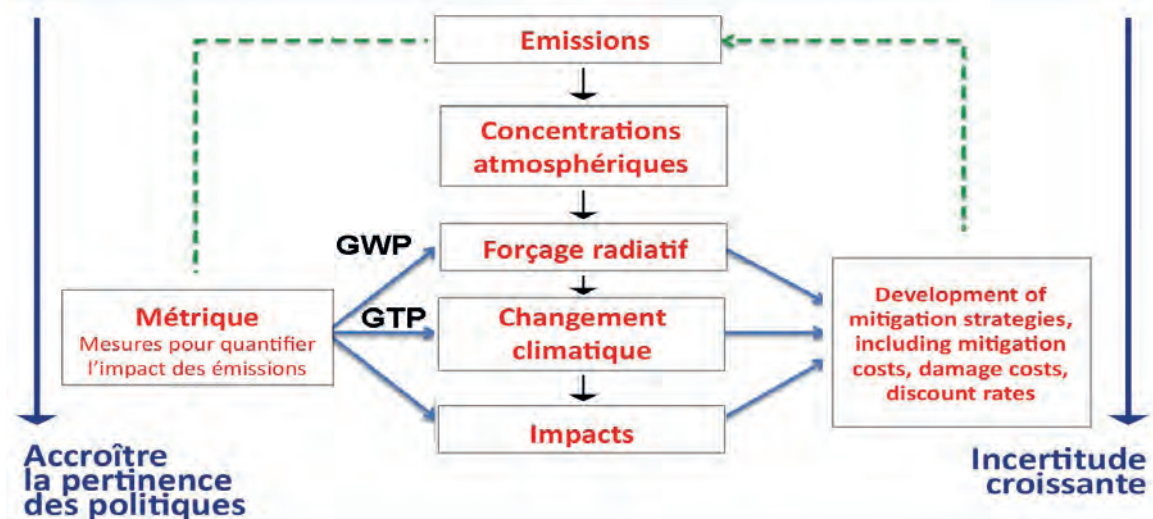 Emissions
Concentrations
atmosphériques
GWP
Forçage radiatif
Métrique
Mesures pour quantifier
l'impact des émissions
GTP
Changement
climatique
Development of
mitigation strategies,
including mitigation
costs, damage costs,
discount rates
Impacts
Accroître
la pertinence
des politiques
Incertitude
croissante